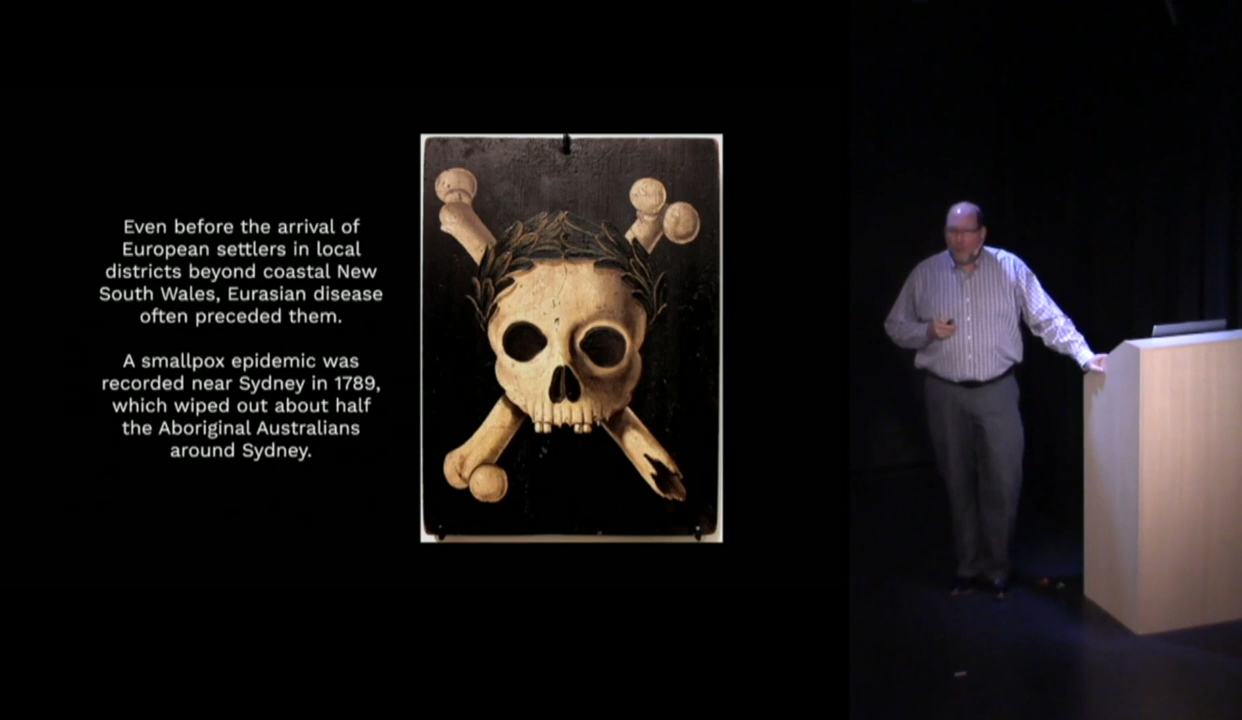 Even before the arrival of
European settlers in local
districts beyond coastal New
South Wales, Eurasian disease
often preceded them.
A smallpox epidemic was
recorded near Sydney in 1789,
which wiped out about half
the Aboriginal Australians
around Sydney.